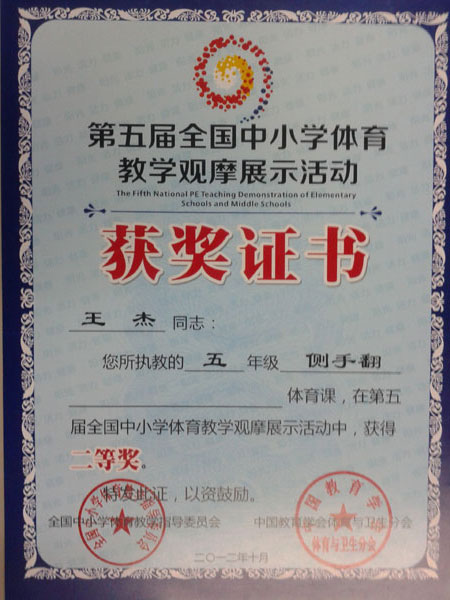 第五届全国中小学体育
教学观摩展示活动
The Fifth National PE Teaching Demonstration of Elementary
Schools and Middle Schools
获奖证书
王杰 同志：
您所执教的 五 年级 侧手翻
体育课，在第五
届全国中小学体育教学观摩展示活动中，获得
二等奖。
特发此证，以资鼓励。
全国中小学体育教学指导委员会 中国教育学会体育与卫生分会
体育与卫生分会
二〇一二年十月